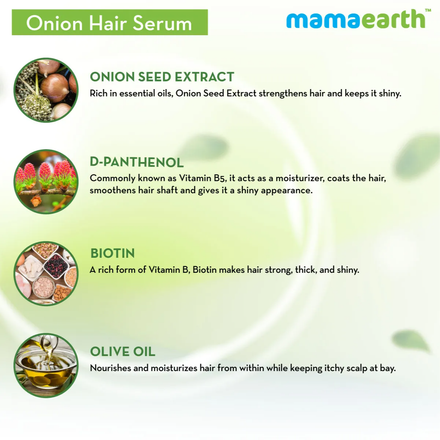 Onion Hair Serum
mamaearth™
ONION SEED EXTRACT
Rich in essential oils, Onion Seed Extract strengthens hair and keeps it shiny.
D-PANTHENOL
Commonly known as Vitamin B5, it acts as a moisturizer, coats the hair,
smoothens hair shaft and gives it a shiny appearance.
BIOTIN
A rich form of Vitamin B, Biotin makes hair strong, thick, and shiny.
OLIVE OIL
Nourishes and moisturizes hair from within while keeping itchy scalp at bay.